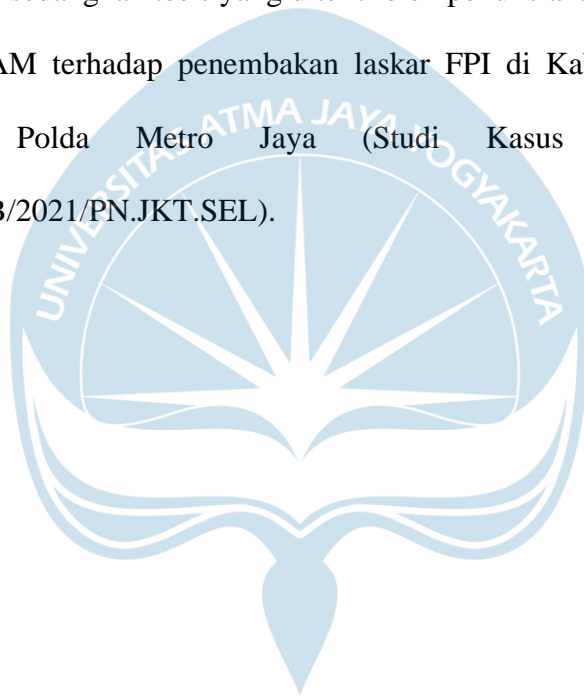 AM terhadap penembakan laskar FPI di Ka
Polda Metro Jaya (Studi Kasus
/2021/PN.JKT.SEL).
UNIVERSITAS ATMA JAYA YOGYAKARTA